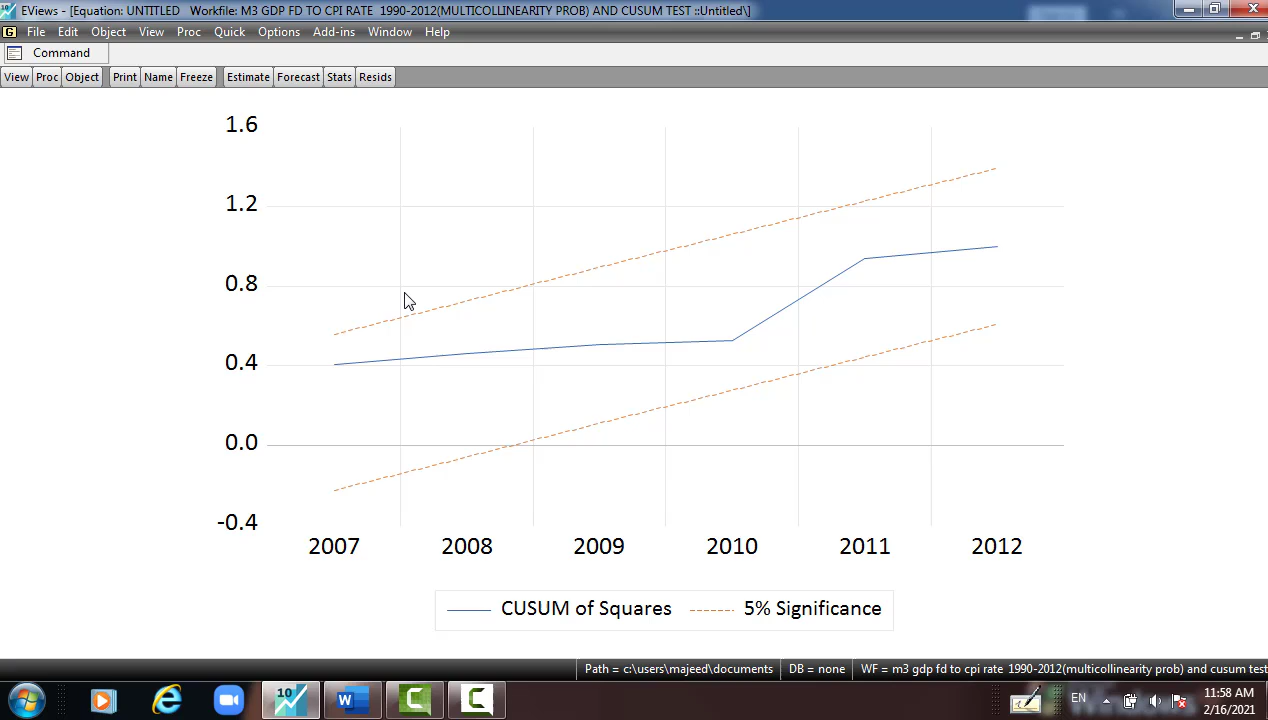 EViews - [Equation: UNTITLED Workfile: M3 GDP FD TO CPI RATE 1990-2012(MULTICOLLINEARITY PROB) AND CUSUM TEST ::Untitled\]
File Edit Object View Proc Quick Options Add-ins Window Help
Command
View Proc Object Print Name Freeze Estimate Forecast Stats Resids
1.6
1.2
0.8
0.4
0.0
-0.4
2007 2008 2009 2010 2011 2012
CUSUM of Squares 5% Significance
Path = c:\users\majeed\documents DB = none WF = m3 gdp fd to cpi rate 1990-2012(multicollinearity prob) and cusum test
10 W C C EN 11:58 AM
2/16/2021